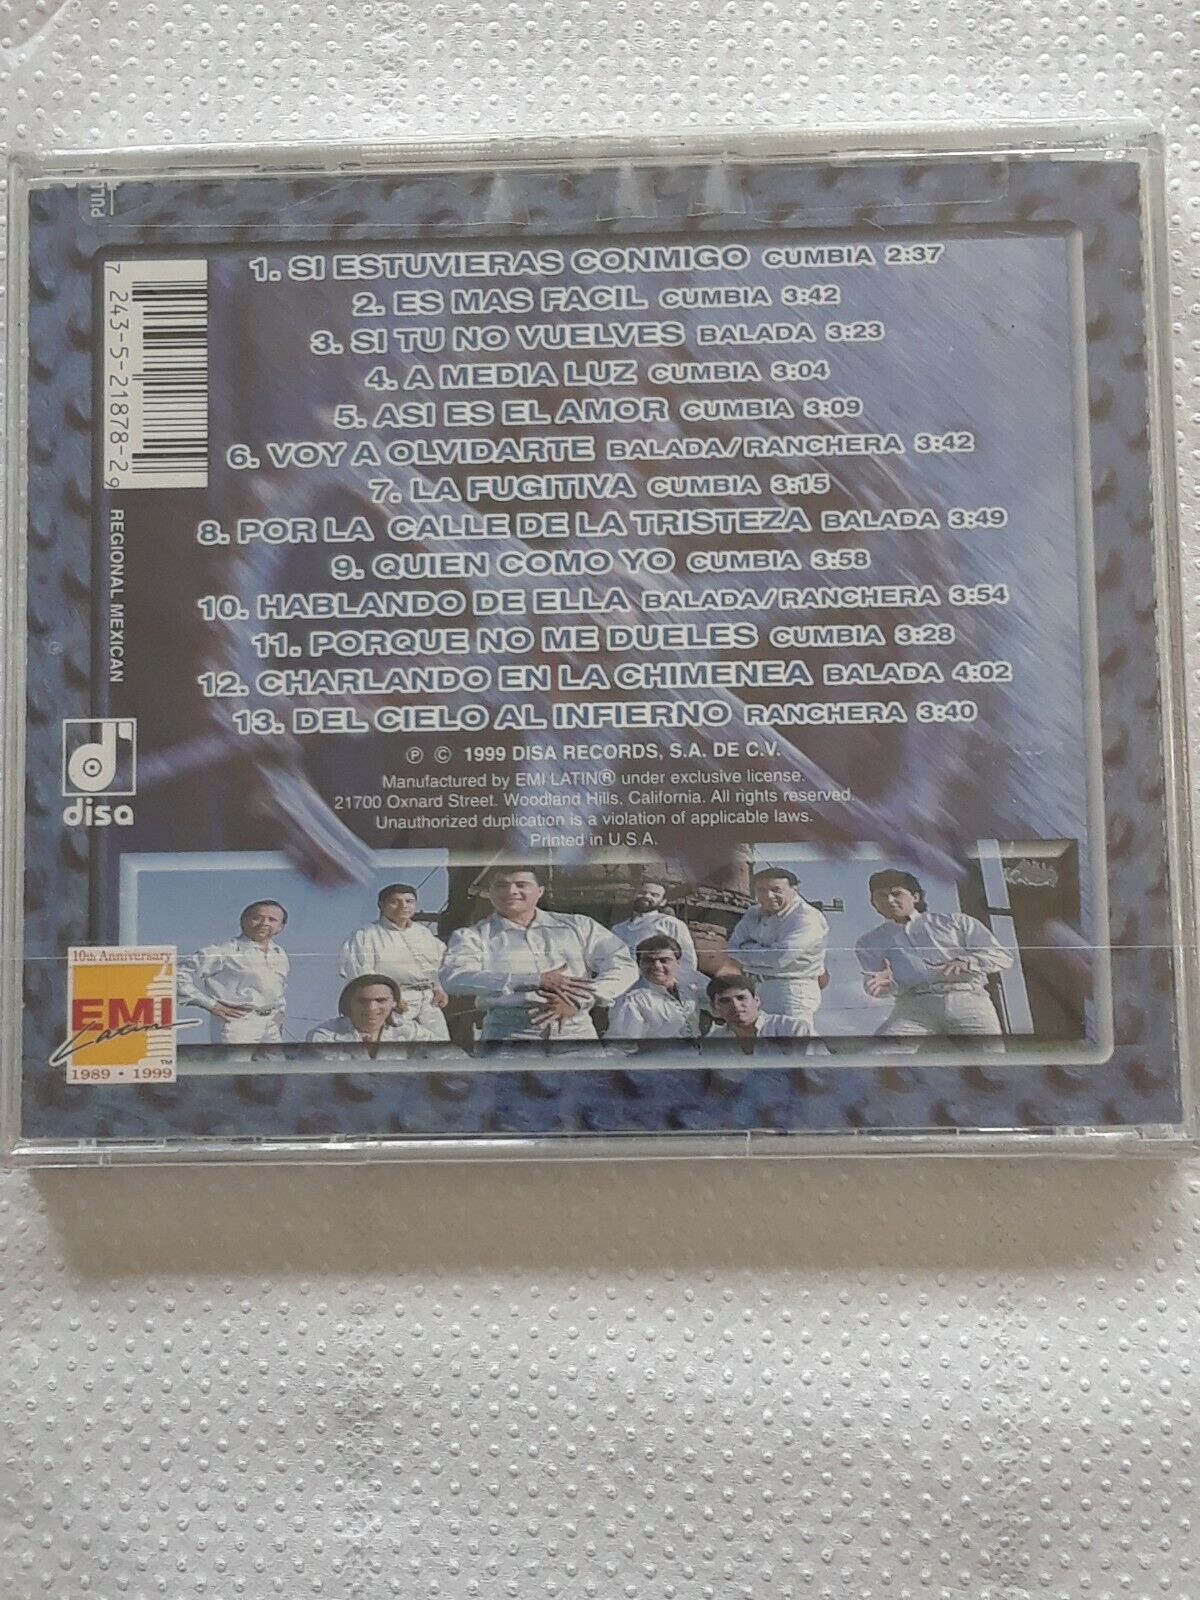 PULL
1. SI ESTUVIERAS CONMIGO CUMBIA 2:37
2. ES MAS FACIL CUMBIA 3:42
3. SI TU NO VUELVES BALADA 3:23
4. A MEDIA LUZ CUMBIA 3:04
5. ASI ES EL AMOR CUMBIA 3:09
6. VOY A OLVIDARTE BALADA/RANCHERA 3:42
7. LA FUGITIVA CUMBIA 3:15
8. POR LA CALLE DE LA TRISTEZA BALADA 3:49
9. QUIEN COMO YO CUMBIA 3:58
10. HABLANDO DE ELLA BALADA/RANCHERA 3:54
11. PORQUE NO ME DUELES CUMBIA 3:28
12. CHARLANDO EN LA CHIMENEA BALADA 4:02
13. DEL CIELO AL INFIERNO RANCHERA 3:40
7 243-5-21878-2 9
REGIONAL MEXICAN
disa
℗ © 1999 DISA RECORDS, S.A. DE C.V.
Manufactured by EMI LATIN® under exclusive license.
21700 Oxnard Street. Woodland Hills, California. All rights reserved.
Unauthorized duplication is a violation of applicable laws.
Printed in U.S.A.
10th Anniversary
EMI
Latin
TM
1989 • 1999